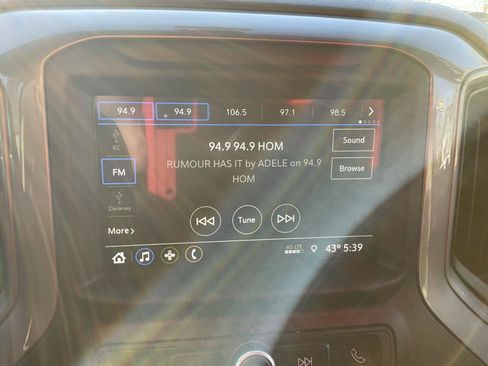 94.9 94.9 106.5 97.1 98.5
KC
94.9 94.9 HOM
Sound
RUMOUR HAS IT by ADELE on 94.9
HOM
FM
Browse
Delaney
Tune
More
4G LTE
43° 5:39